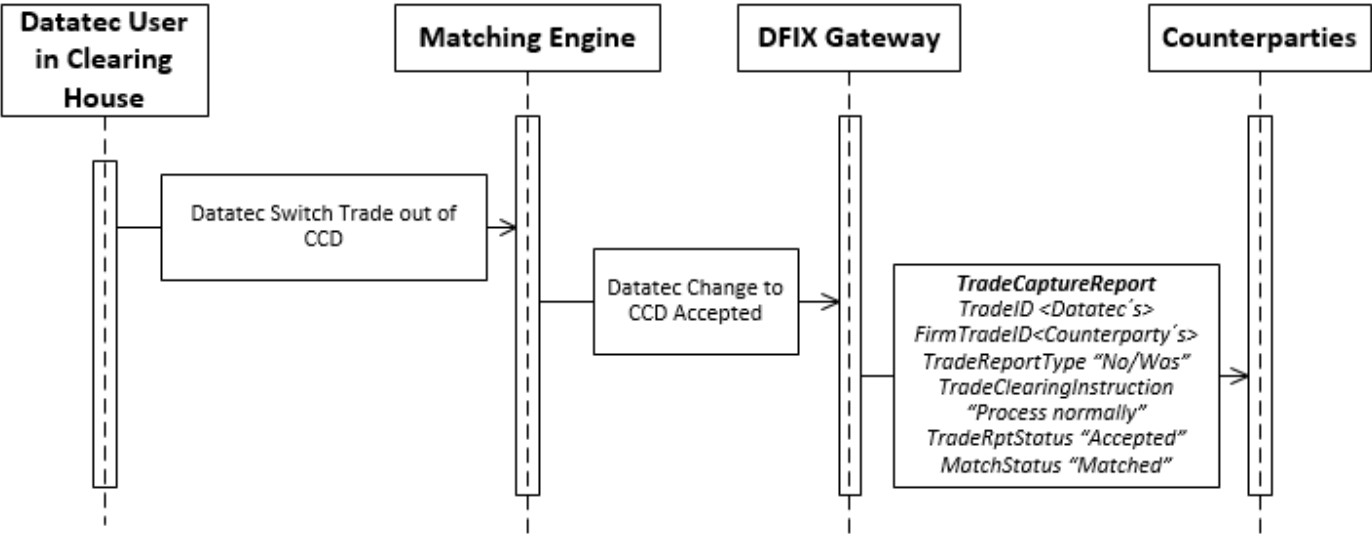 Datatec User
in Clearing
House
Matching Engine
DFIX Gateway
Counterparties
Datatec Switch Trade out of
CCD
Datatec Change to
CCD Accepted
TradeCaptureReport
TradeID <Datatec´s>
FirmTradeID<Counterparty´s>
TradeReportType “No/Was”
TradeClearingInstruction
“Process normally”
TradeRptStatus “Accepted”
MatchStatus “Matched”